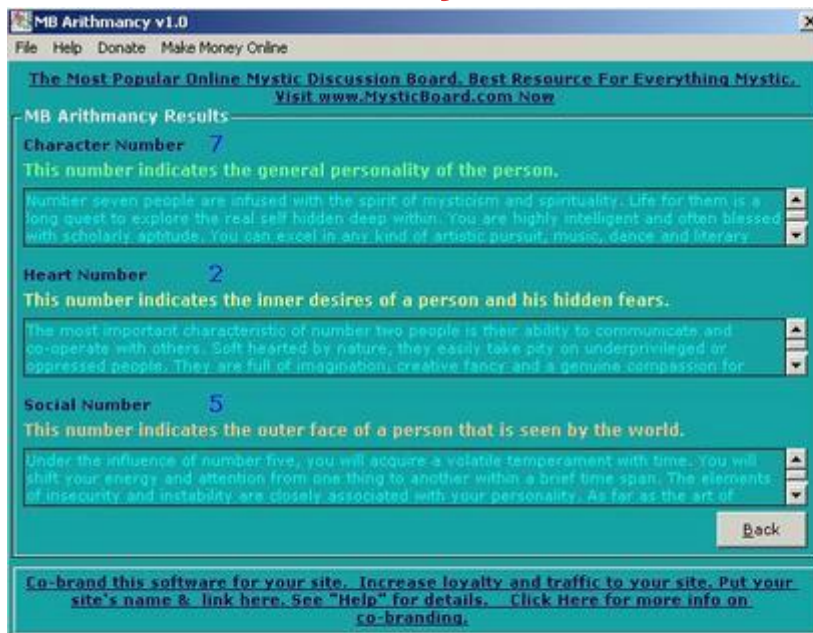 MB Arithmancy v1.0
File Help Donate Make Money Online
The Most Popular Online Mystic Discussion Board. Best Resource For Everything Mystic.
Visit www.MysticBoard.com Now
MB Arithmancy Results
Character Number 7
This number indicates the general personality of the person.
Number seven people are infused with the spirit of mysticism and spirituality. Life for them is a
long quest to explore the real self hidden deep within. You are highly intelligent and often blessed
with scholarly aptitude. You can excel in any kind of artistic pursuit, music, dance and literary
Heart Number 2
This number indicates the inner desires of a person and his hidden fears.
The most important characteristic of number two people is their ability to communicate and
co-operate with others. Soft hearted by nature, they easily take pity on underprivileged or
oppressed people. They are full of imagination, creative fancy and a genuine compassion for
Social Number 5
This number indicates the outer face of a person that is seen by the world.
Under the influence of number five, you will acquire a volatile temperament with time. You will
shift your energy and attention from one thing to another within a brief time span. The elements
of insecurity and instability are closely associated with your personality. As far as the art of
Back
Co-brand this software for your site. Increase loyalty and traffic to your site. Put your
site's name & link here. See "Help" for details. Click Here for more info on
co-branding.